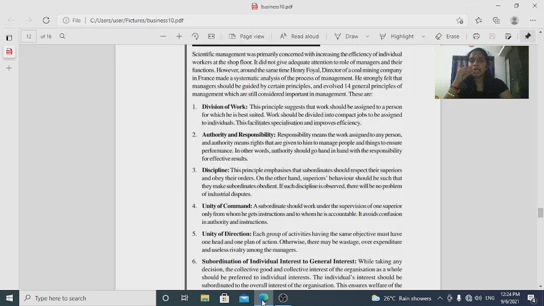 business10.pdf
File
C:/Users/user/Pictures/business10.pdf
12 of 16
Page view
Read aloud
Draw
Highlight
Erase
Scientific management was primarily concerned with increasing the efficiency of individual
workers at the shop floor. It did not give adequate attention to role of managers and their
functions. However, around the same time Henry Foyal, Director of a coal mining company
in France made a systematic analysis of the process of management. He strongly felt that
managers should be guided by certain principles, and evolved 14 general principles of
management which are still considered important in management. These are:
1. Division of Work: This principle suggests that work should be assigned to a person
for which he is best suited. Work should be divided into compact jobs to be assigned
to individuals. This facilitates specialisation and improves efficiency.
2. Authority and Responsibility: Responsibility means the work assigned to any person,
and authority means rights that are given to him to manage people and things to ensure
performance. In other words, authority should go hand in hand with the responsibility
for effective results.
3. Discipline: This principle emphasises that subordinates should respect their superiors
and obey their orders. On the other hand, superiors' behaviour should be such that
they make subordinates obedient. If such discipline is observed, there will be no problem
of industrial disputes.
4. Unity of Command: A subordinate should work under the supervision of one superior
only from whom he gets instructions and to whom he is accountable. It avoids confusion
in authority and instructions.
5. Unity of Direction: Each group of activities having the same objective must have
one head and one plan of action. Otherwise, there may be wastage, over expenditure
and useless rivalry among the managers.
6. Subordination of Individual Interest to General Interest: While taking any
decision, the collective good and collective interest of the organisation as a whole
should be preferred to individual interests. The individual's interest should be
subordinated to the overall interest of the organisation. This ensures welfare of the
Type here to search
26°C Rain showers
ENG
12:24 PM
9/6/2021